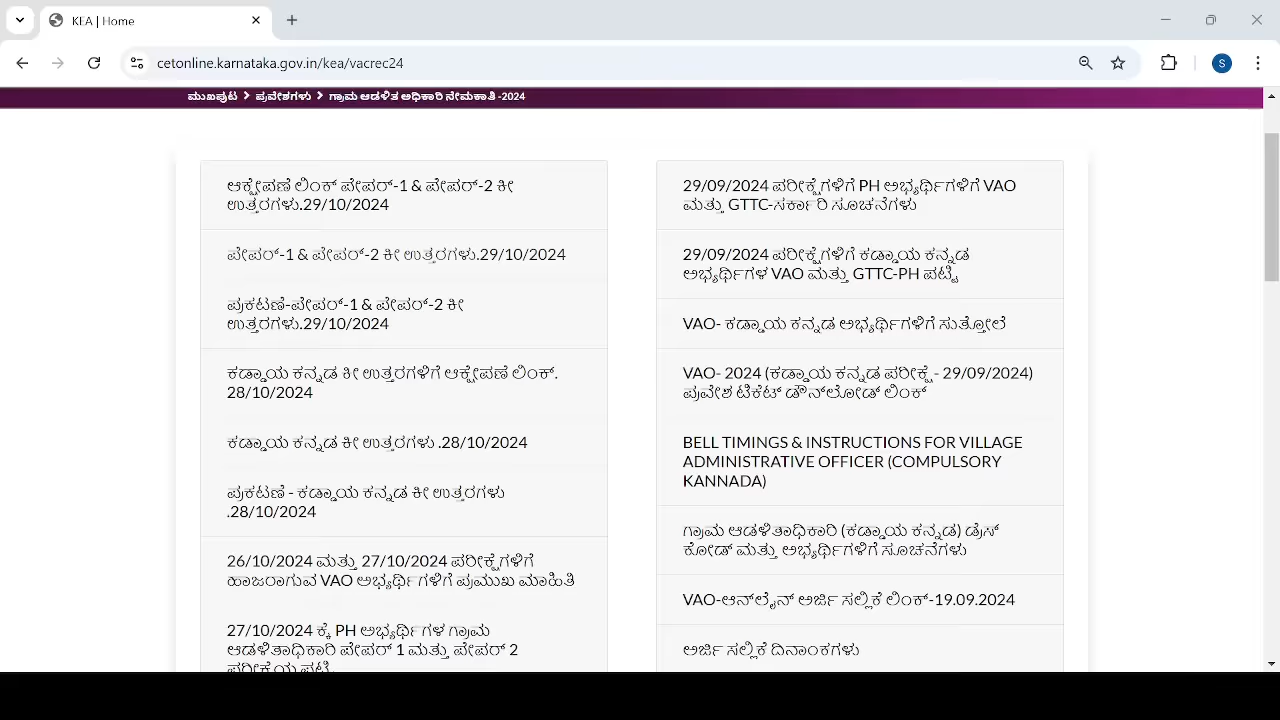 KEA | Home
cetonline.karnataka.gov.in/kea/vacrec24
S
ಮುಖಪುಟ > ಪ್ರವೇಶಗಳು > ಗ್ರಾಮ ಆಡಳಿತ ಅಧಿಕಾರಿ ನೇಮಕಾತಿ -2024
ಆಕ್ಷೇಪಣೆ ಲಿಂಕ್ ಪೇಪರ್-1 & ಪೇಪರ್-2 ಕೀ
ಉತ್ತರಗಳು.29/10/2024
ಪೇಪರ್-1 & ಪೇಪರ್-2 ಕೀ ಉತ್ತರಗಳು.29/10/2024
ಪ್ರಕಟಣೆ-ಪೇಪರ್-1 & ಪೇಪರ್-2 ಕೀ
ಉತ್ತರಗಳು.29/10/2024
ಕಡ್ಡಾಯ ಕನ್ನಡ ಕೀ ಉತ್ತರಗಳಿಗೆ ಆಕ್ಷೇಪಣೆ ಲಿಂಕ್.
28/10/2024
ಕಡ್ಡಾಯ ಕನ್ನಡ ಕೀ ಉತ್ತರಗಳು .28/10/2024
ಪ್ರಕಟಣೆ - ಕಡ್ಡಾಯ ಕನ್ನಡ ಕೀ ಉತ್ತರಗಳು
.28/10/2024
26/10/2024 ಮತ್ತು 27/10/2024 ಪರೀಕ್ಷೆಗಳಿಗೆ
ಹಾಜರಾಗುವ VAO ಅಭ್ಯರ್ಥಿಗಳಿಗೆ ಪ್ರಮುಖ ಮಾಹಿತಿ
27/10/2024 ಕ್ಕೆ PH ಅಭ್ಯರ್ಥಿಗಳ ಗ್ರಾಮ
ಆಡಳಿತಾಧಿಕಾರಿ ಪೇಪರ್ 1 ಮತ್ತು ಪೇಪರ್ 2
ಪರೀಕ್ಷೆಯ ಪಟ್ಟಿ
29/09/2024 ಪರೀಕ್ಷೆಗಳಿಗೆ PH ಅಭ್ಯರ್ಥಿಗಳಿಗೆ VAO
ಮತ್ತು GTTC-ಸರ್ಕಾರಿ ಸೂಚನೆಗಳು
29/09/2024 ಪರೀಕ್ಷೆಗಳಿಗೆ ಕಡ್ಡಾಯ ಕನ್ನಡ
ಅಭ್ಯರ್ಥಿಗಳ VAO ಮತ್ತು GTTC-PH ಪಟ್ಟಿ
VAO- ಕಡ್ಡಾಯ ಕನ್ನಡ ಅಭ್ಯರ್ಥಿಗಳಿಗೆ ಸುತ್ತೋಲೆ
VAO- 2024 (ಕಡ್ಡಾಯ ಕನ್ನಡ ಪರೀಕ್ಷೆ - 29/09/2024)
ಪ್ರವೇಶ ಟಿಕೆಟ್ ಡೌನ್‌ಲೋಡ್ ಲಿಂಕ್
BELL TIMINGS & INSTRUCTIONS FOR VILLAGE
ADMINISTRATIVE OFFICER (COMPULSORY
KANNADA)
ಗ್ರಾಮ ಆಡಳಿತಾಧಿಕಾರಿ (ಕಡ್ಡಾಯ ಕನ್ನಡ) ಡ್ರೆಸ್
ಕೋಡ್ ಮತ್ತು ಅಭ್ಯರ್ಥಿಗಳಿಗೆ ಸೂಚನೆಗಳು
VAO-ಆನ್‌ಲೈನ್ ಅರ್ಜಿ ಸಲ್ಲಿಕೆ ಲಿಂಕ್-19.09.2024
ಅರ್ಜಿ ಸಲ್ಲಿಕೆ ದಿನಾಂಕಗಳು